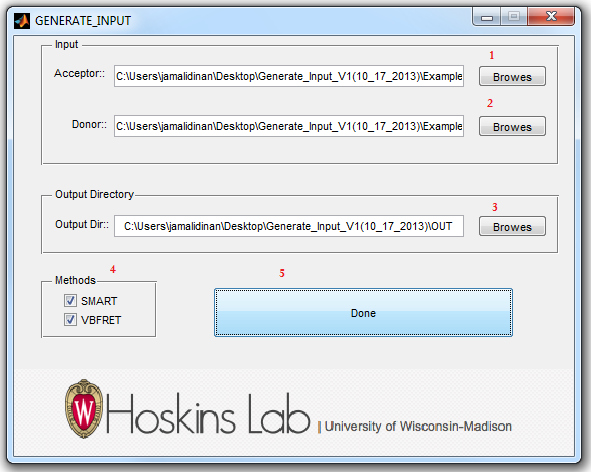 GENERATE_INPUT
Input
1
Acceptor:: C:\Users\jamalidinan\Desktop\Generate_Input_V1(10_17_2013)\Example Browes
2
Donor:: C:\Users\jamalidinan\Desktop\Generate_Input_V1(10_17_2013)\Example Browes
Output Directory
3
Output Dir:: C:\Users\jamalidinan\Desktop\Generate_Input_V1(10_17_2013)\OUT Browes
4 5
Methods
SMART
VBFRET
Done
W Hoskins Lab | University of Wisconsin-Madison